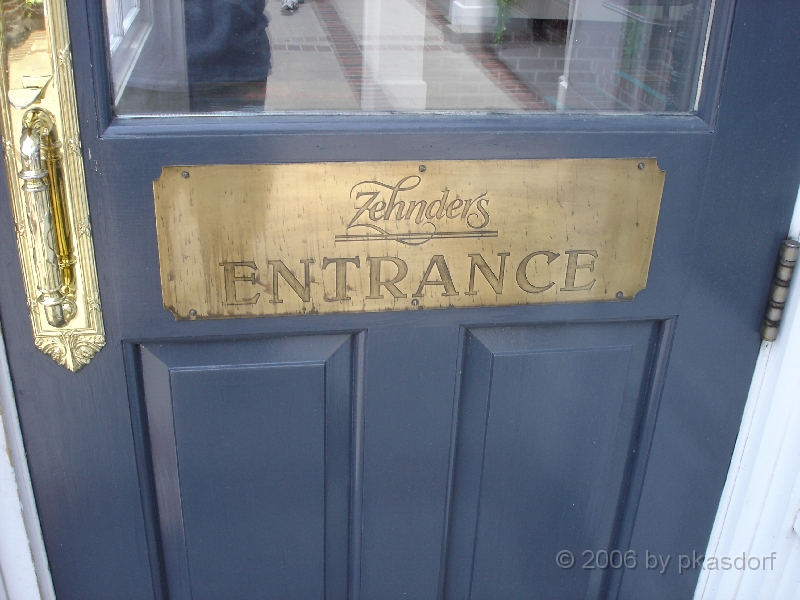 Zehnders
ENTRANCE
© 2006 by pkasdorf